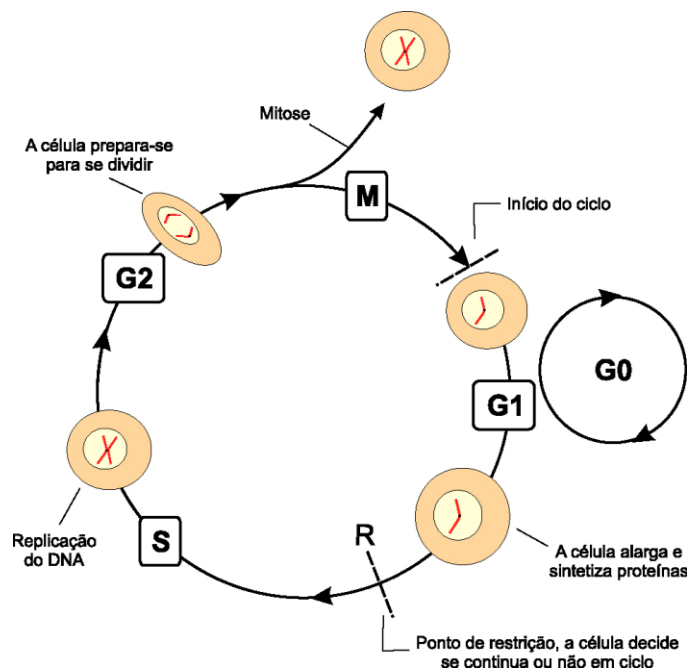 Mitose
A célula prepara-se
para se dividir
M
Início do ciclo
G2
G0
G1
R
S
Replicação
do DNA
A célula alarga e
sintetiza proteínas
Ponto de restrição, a célula decide
se continua ou não em ciclo